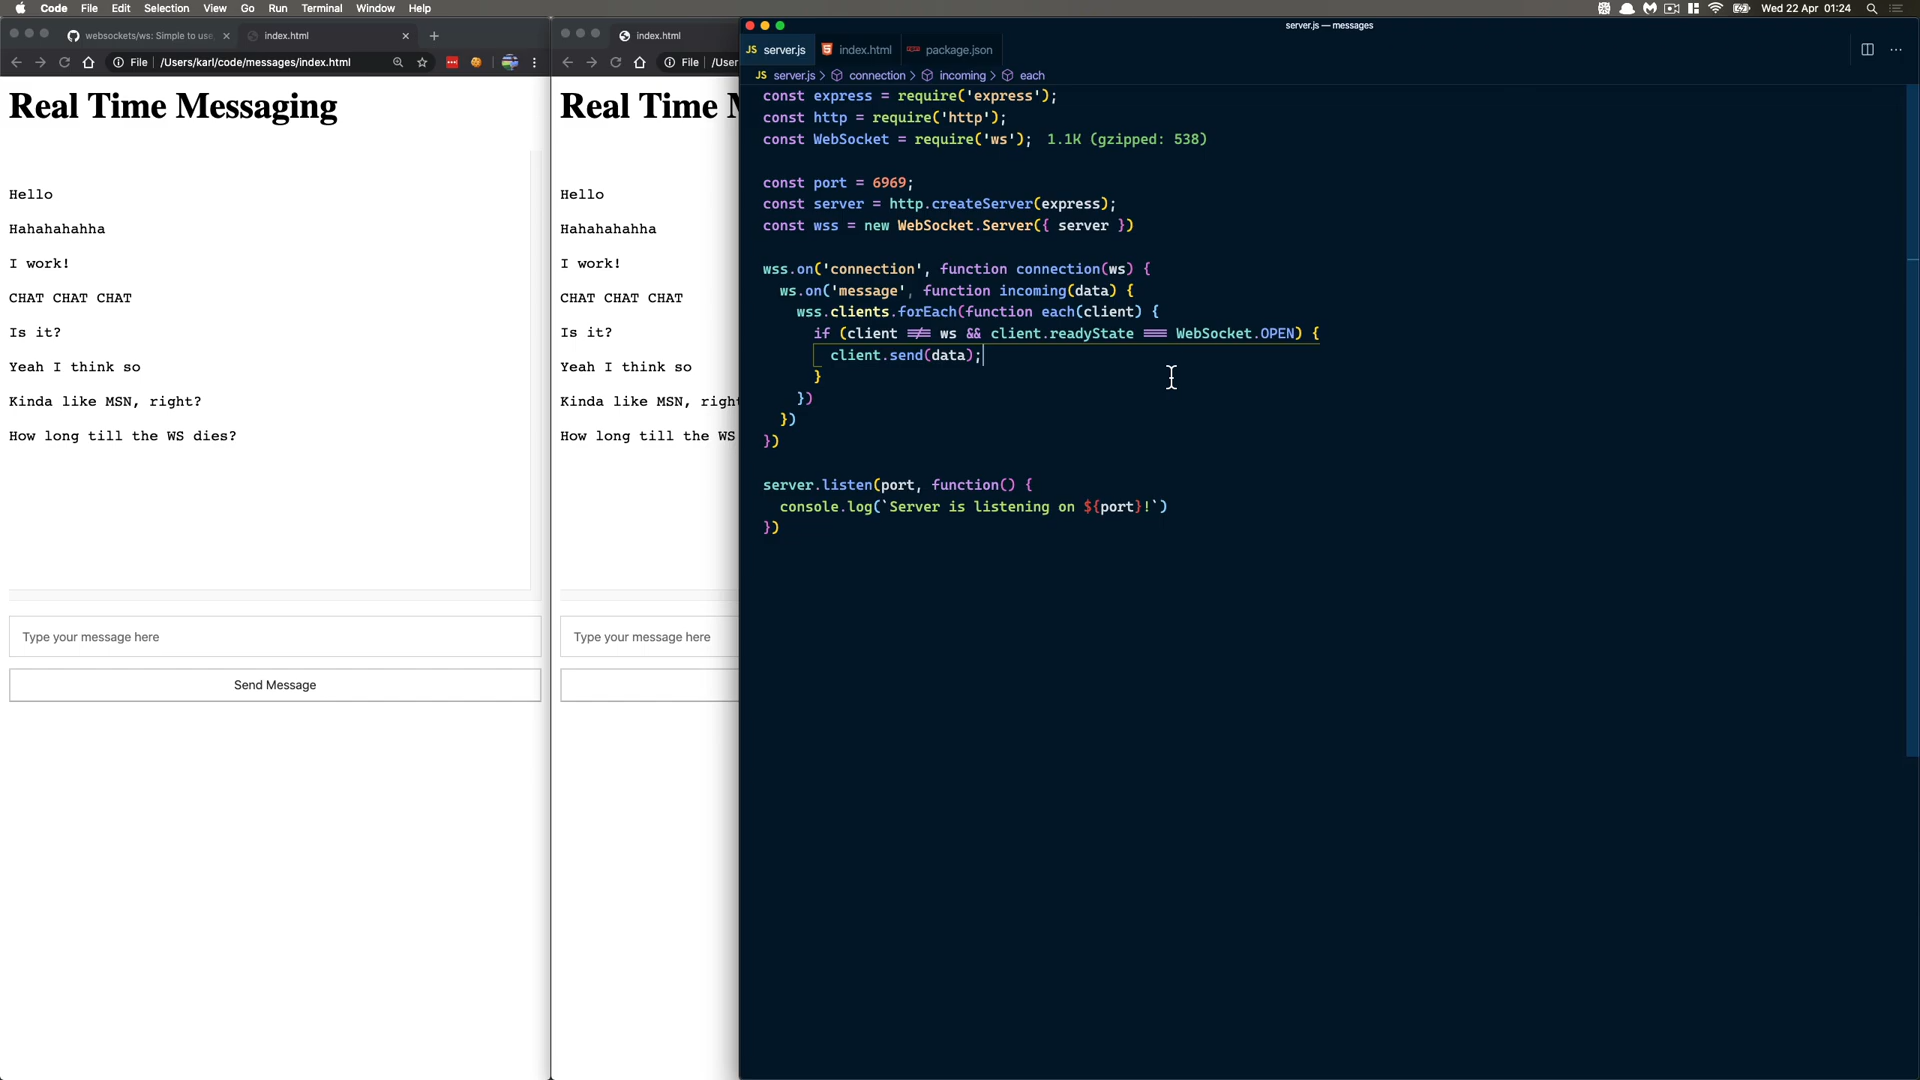 Code File Edit Selection View Go Run Terminal Window Help
Wed 22 Apr 01:24
websockets/ws: Simple to use
index.html
File /Users/karl/code/messages/index.html
Real Time Messaging
Hello
Hahahahahha
I work!
CHAT CHAT CHAT
Is it?
Yeah I think so
Kinda like MSN, right?
How long till the WS dies?
Type your message here
Send Message
index.html
File /User
Real Time M
Hello
Hahahahahha
I work!
CHAT CHAT CHAT
Is it?
Yeah I think so
Kinda like MSN, righ
How long till the WS
Type your message here
server.js — messages
JS server.js index.html package.json
JS server.js > connection > incoming > each
const express = require('express');
const http = require('http');
const WebSocket = require('ws'); 1.1K (gzipped: 538)
const port = 6969;
const server = http.createServer(express);
const wss = new WebSocket.Server({ server })
wss.on('connection', function connection(ws) {
ws.on('message', function incoming(data) {
wss.clients.forEach(function each(client) {
if (client !== ws && client.readyState === WebSocket.OPEN) {
client.send(data);
}
})
})
})
server.listen(port, function() {
console.log(`Server is listening on ${port}!`)
})